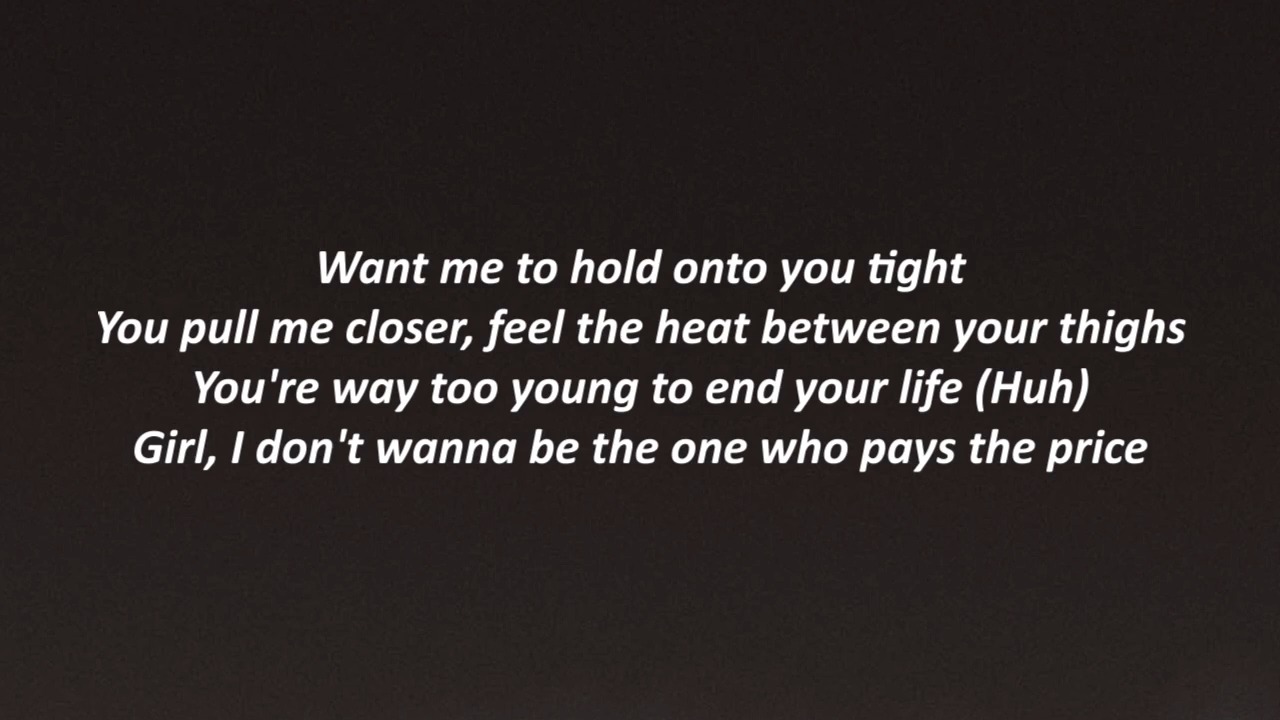 Want me to hold onto you tight
You pull me closer, feel the heat between your thighs
You're way too young to end your life (Huh)
Girl, I don't wanna be the one who pays the price